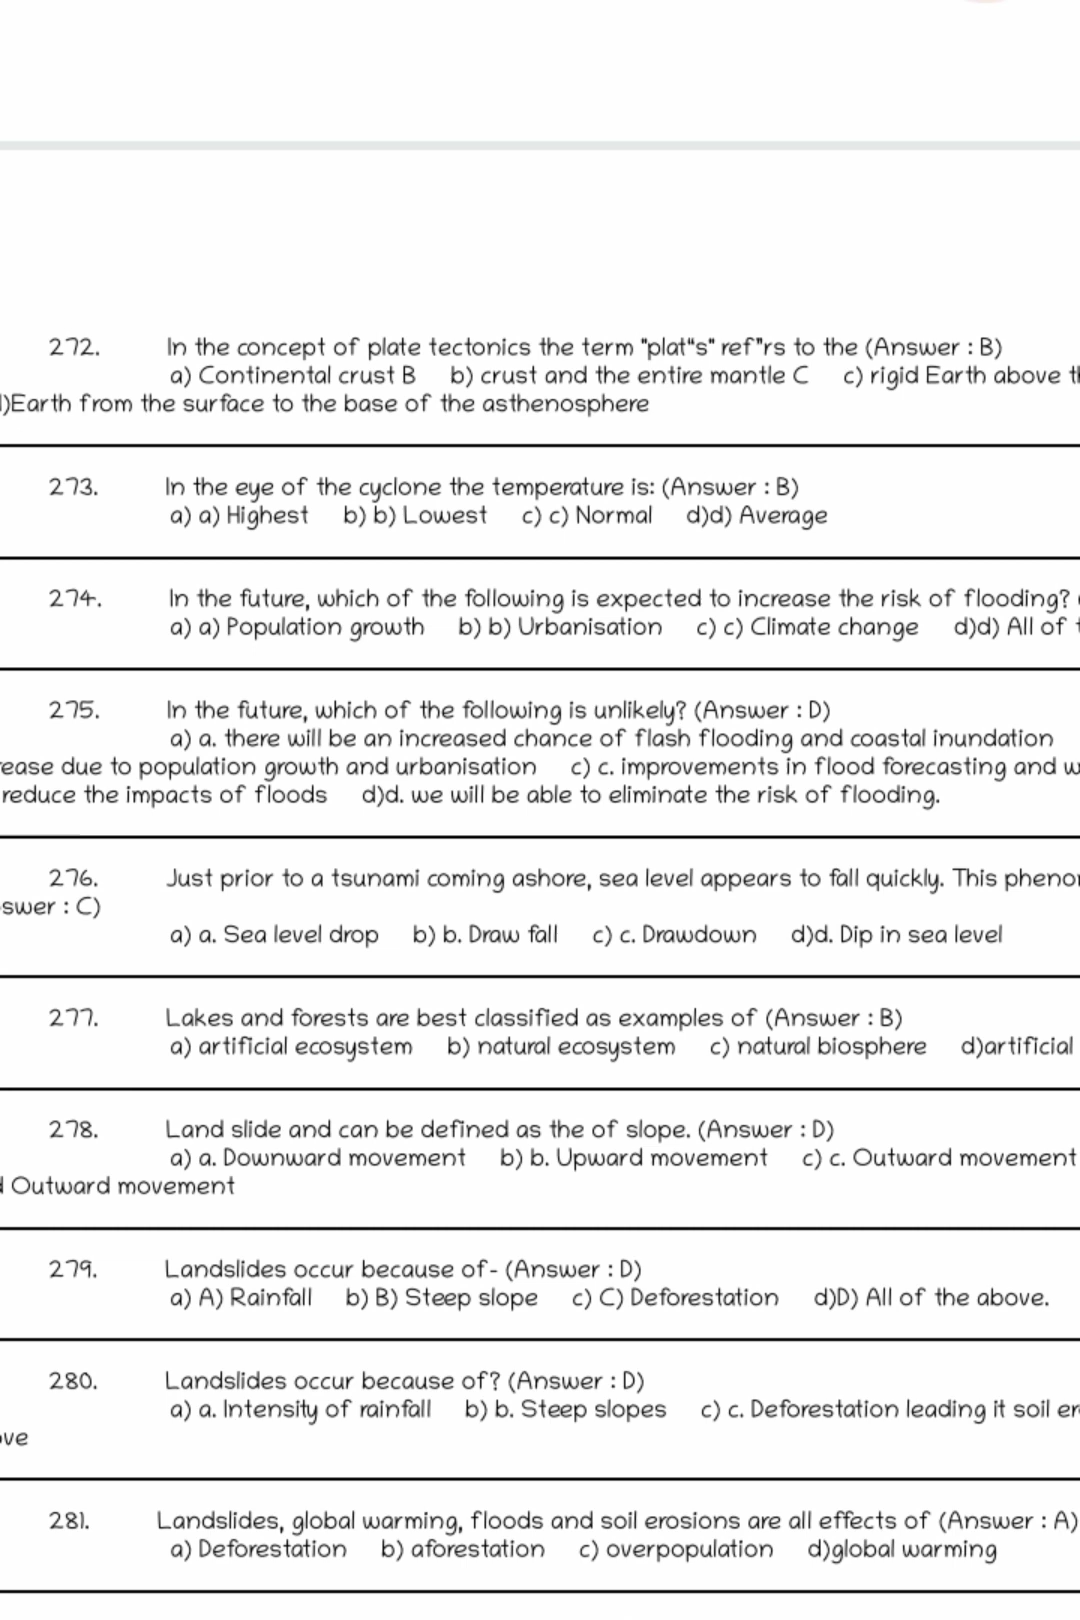 272. In the concept of plate tectonics the term "plat"s" ref"rs to the (Answer : B)
a) Continental crust B b) crust and the entire mantle C c) rigid Earth above
)Earth from the surface to the base of the asthenosphere
273. In the eye of the cyclone the temperature is: (Answer : B)
a) a) Highest b) b) Lowest c) c) Normal d)d) Average
274. In the future, which of the following is expected to increase the risk of flooding?
a) a) Population growth b) b) Urbanisation c) c) Climate change d)d) All of
275. In the future, which of the following is unlikely? (Answer : D)
a) a. there will be an increased chance of flash flooding and coastal inundation
ease due to population growth and urbanisation c) c. improvements in flood forecasting and
reduce the impacts of floods d)d. we will be able to eliminate the risk of flooding.
276. Just prior to a tsunami coming ashore, sea level appears to fall quickly. This
swer : C)
a) a. Sea level drop b) b. Draw fall c) c. Drawdown d)d. Dip in sea level
277. Lakes and forests are best classified as examples of (Answer : B)
a) artificial ecosystem b) natural ecosystem c) natural biosphere d)artificial
278. Land slide and can be defined as the of slope. (Answer : D)
a) a. Downward movement b) b. Upward movement c) c. Outward movement
Outward movement
279. Landslides occur because of- (Answer : D)
a) A) Rainfall b) B) Steep slope c) C) Deforestation d)D) All of the above.
280. Landslides occur because of? (Answer : D)
a) a. Intensity of rainfall b) b. Steep slopes c) c. Deforestation leading it soil
ve
281. Landslides, global warming, floods and soil erosions are all effects of (Answer : A)
a) Deforestation b) aforestation c) overpopulation d)global warming